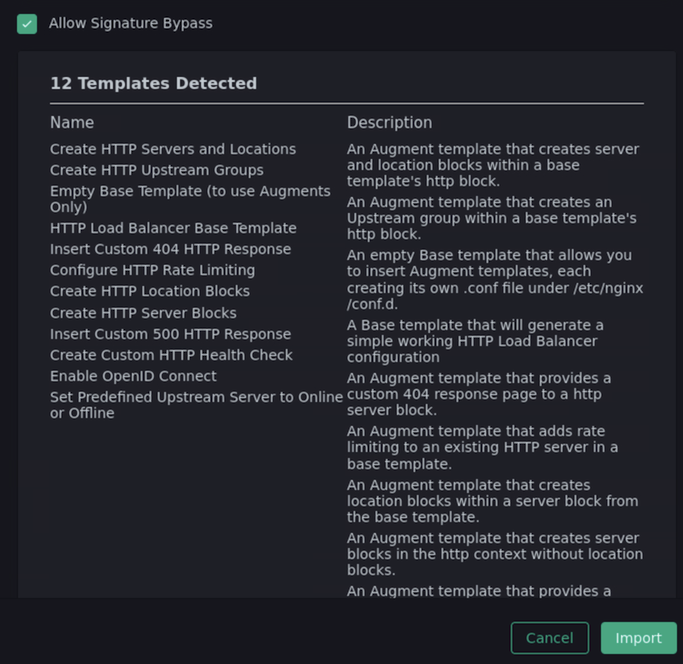 Allow Signature Bypass
12 Templates Detected
Name
Create HTTP Servers and Locations
Create HTTP Upstream Groups
Empty Base Template (to use Augments
Only)
HTTP Load Balancer Base Template
Insert Custom 404 HTTP Response
Configure HTTP Rate Limiting
Create HTTP Location Blocks
Create HTTP Server Blocks
Insert Custom 500 HTTP Response
Create Custom HTTP Health Check
Enable OpenID Connect
Set Predefined Upstream Server to Online
or Offline
Description
An Augment template that creates server
and location blocks within a base
template's http block.
An Augment template that creates an
Upstream group within a base template's
http block.
An empty Base template that allows you
to insert Augment templates, each
creating its own .conf file under /etc/nginx
/conf.d.
A Base template that will generate a
simple working HTTP Load Balancer
configuration
An Augment template that provides a
custom 404 response page to a http
server block.
An Augment template that adds rate
limiting to an existing HTTP server in a
base template.
An Augment template that creates
location blocks within a server block from
the base template.
An Augment template that creates server
blocks in the http context without location
blocks.
An Augment template that provides a
Cancel
Import